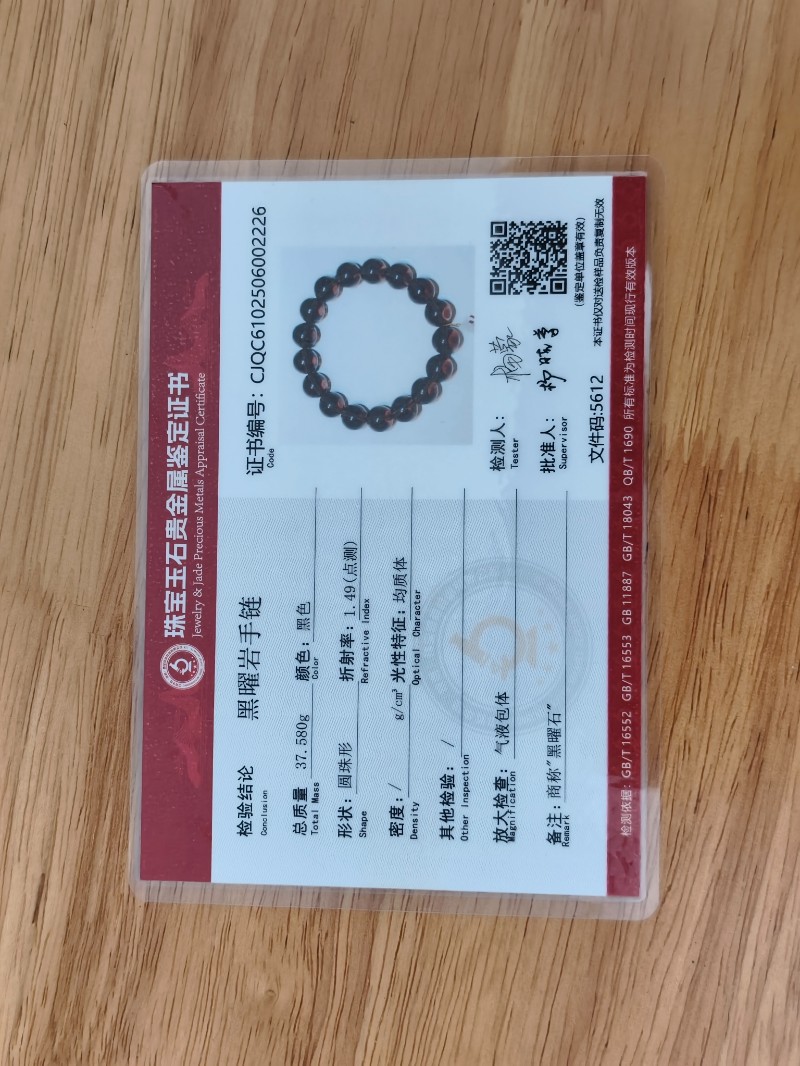 珠宝玉石贵金属鉴定证书
Jewelry & Jade Precious Metals Appraisal Certificate
检验结论 黑曜岩手链
Conclusion
总质量 37.580g 颜色：黑色
Total Mass Color
形状：圆珠形 折射率：1.49(点测)
Shape Refractive Index
密度：/ g/cm³ 光性特征：均质体
Density Optical Character
其他检验：/
Other Inspection
放大检查：气液包体
Magnification
备注：商称"黑曜石"
Remark
证书编号：CJQC6102506002226
Code
检测人：
Tester
批准人：
Supervisor
(鉴定单位盖章有效)
文件码:5612
本证书仅对送检样品负责复制无效
检测依据：GB/T16552 GB/T16553 GB11887 GB/T18043 QB/T1690 所有标准为检测时间现行有效版本